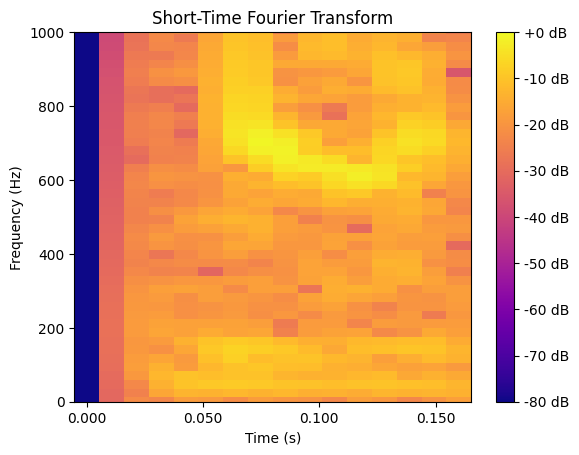 Short-Time Fourier Transform
1000
800
600
400
200
0
Frequency (Hz)
0.000
0.050
0.100
0.150
Time (s)
+0 dB
-10 dB
-20 dB
-30 dB
-40 dB
-50 dB
-60 dB
-70 dB
-80 dB